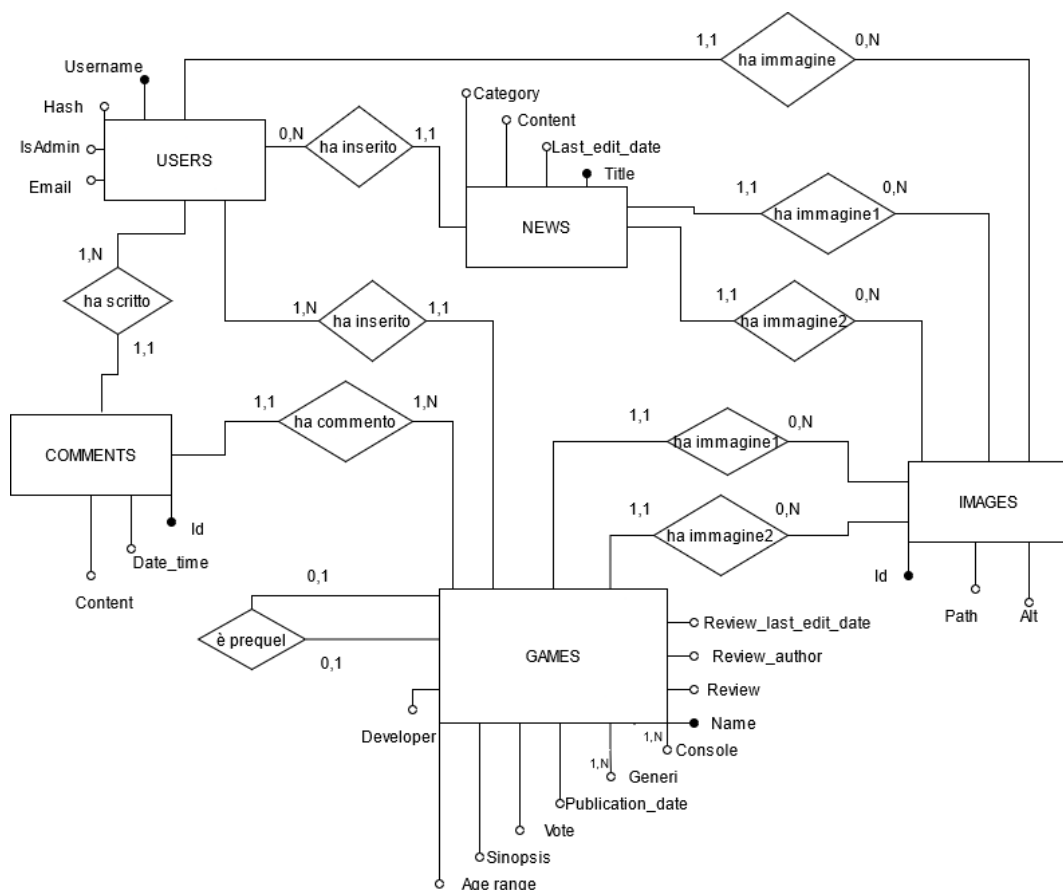 1,1
0,N
ha immagine
Username
Hash
IsAdmin
Email
USERS
0,N
ha inserito
1,1
Category
Content
Last_edit_date
Title
NEWS
1,1
ha immagine1
0,N
1,1
ha immagine2
0,N
1,N
ha scritto
1,1
1,N
ha inserito
1,1
COMMENTS
1,1
ha commento
1,N
Id
Date_time
Content
1,1
ha immagine1
0,N
1,1
ha immagine2
0,N
IMAGES
Id
Path
Alt
0,1
è prequel
0,1
GAMES
Review_last_edit_date
Review_author
Review
Name
1,N
Console
1,N
Generi
Publication_date
Vote
Sinopsis
Age range
Developer